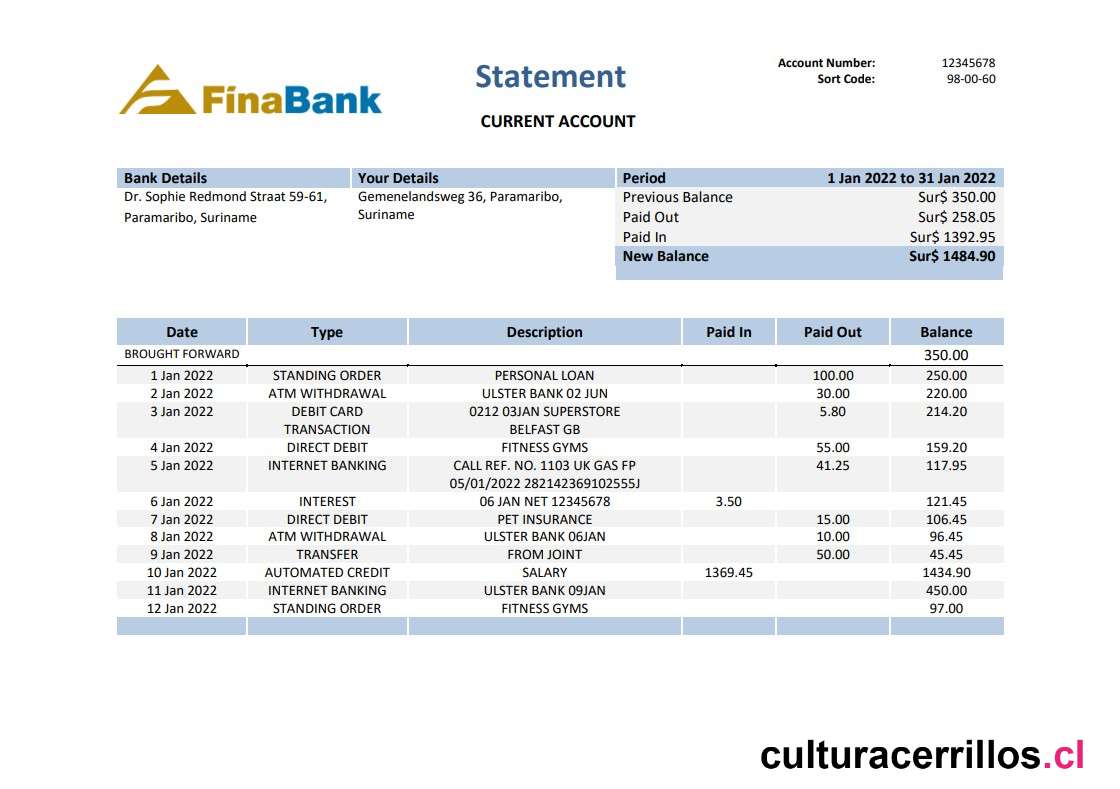 FinaBank
Statement
CURRENT ACCOUNT
Account Number: 12345678
Sort Code: 98-00-60
Bank Details
Dr. Sophie Redmond Straat 59-61,
Paramaribo, Suriname
Your Details
Gemenelandsweg 36, Paramaribo,
Suriname
Period 1 Jan 2022 to 31 Jan 2022
Previous Balance Sur$ 350.00
Paid Out Sur$ 258.05
Paid In Sur$ 1392.95
New Balance Sur$ 1484.90
Date Type Description Paid In Paid Out Balance
BROUGHT FORWARD 350.00
1 Jan 2022 STANDING ORDER PERSONAL LOAN 100.00 250.00
2 Jan 2022 ATM WITHDRAWAL ULSTER BANK 02 JUN 30.00 220.00
3 Jan 2022 DEBIT CARD 0212 03JAN SUPERSTORE 5.80 214.20
TRANSACTION BELFAST GB
4 Jan 2022 DIRECT DEBIT FITNESS GYMS 55.00 159.20
5 Jan 2022 INTERNET BANKING CALL REF. NO. 1103 UK GAS FP 41.25 117.95
05/01/2022 282142369102555J
6 Jan 2022 INTEREST 06 JAN NET 12345678 3.50 121.45
7 Jan 2022 DIRECT DEBIT PET INSURANCE 15.00 106.45
8 Jan 2022 ATM WITHDRAWAL ULSTER BANK 06JAN 10.00 96.45
9 Jan 2022 TRANSFER FROM JOINT 50.00 45.45
10 Jan 2022 AUTOMATED CREDIT SALARY 1369.45 1434.90
11 Jan 2022 INTERNET BANKING ULSTER BANK 09JAN 450.00
12 Jan 2022 STANDING ORDER FITNESS GYMS 97.00
culturacerrillos.cl